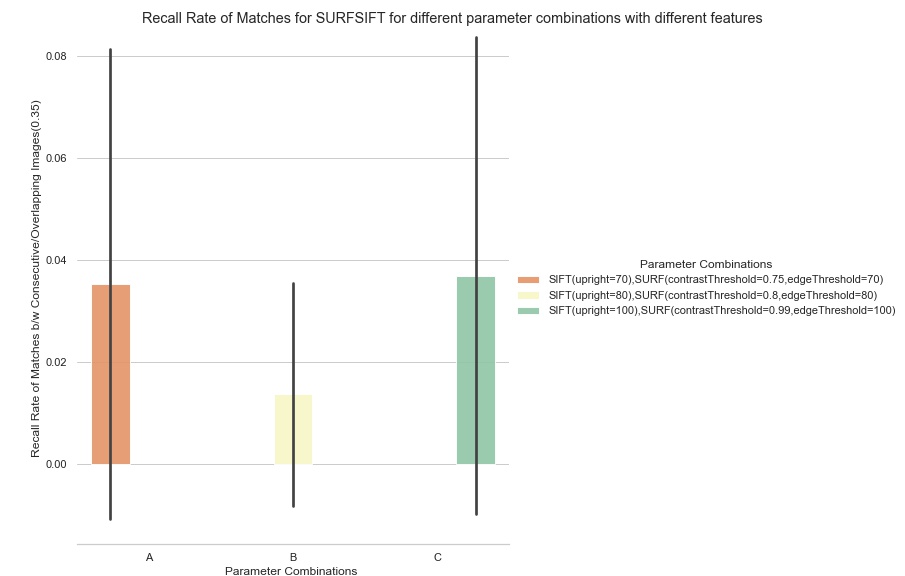 Recall Rate of Matches for SURFSIFT for different parameter combinations with different features
Recall Rate of Matches b/w Consecutive/Overlapping Images(0.35)
0.08
0.06
0.04
0.02
0.00
A B C
Parameter Combinations
Parameter Combinations
SIFT(upright=70),SURF(contrastThreshold=0.75,edgeThreshold=70)
SIFT(upright=80),SURF(contrastThreshold=0.8,edgeThreshold=80)
SIFT(upright=100),SURF(contrastThreshold=0.99,edgeThreshold=100)